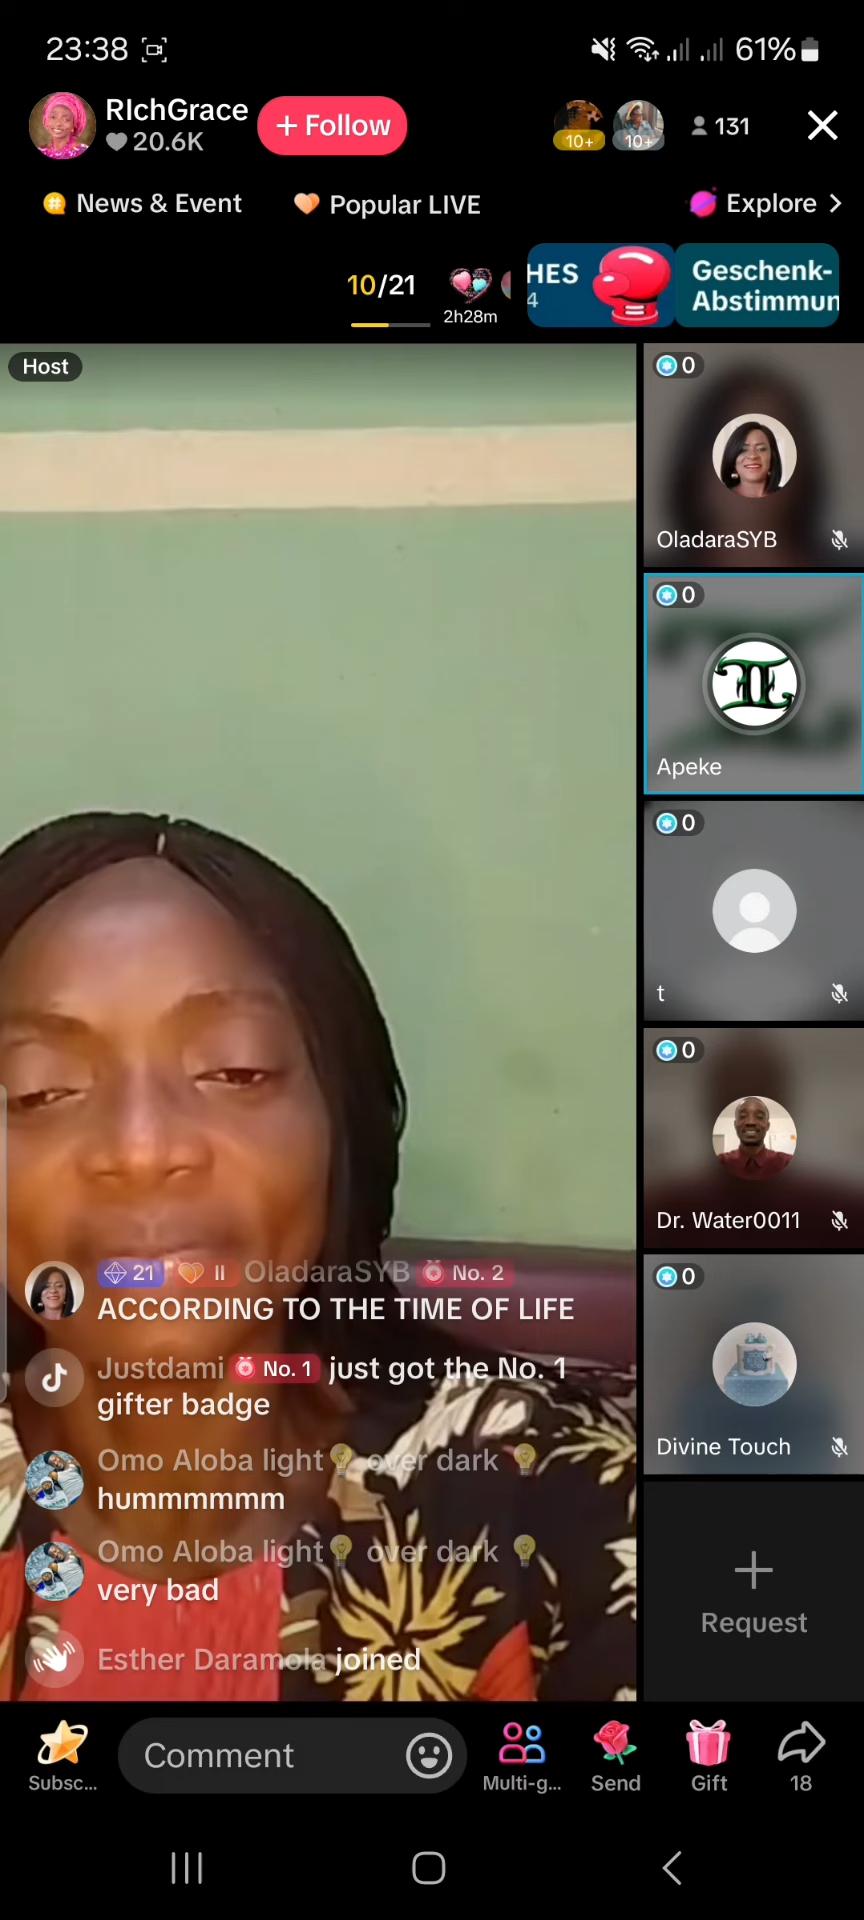 23:38
61%
RIchGrace
20.6K
+ Follow
10+
10+
131
News & Event
Popular LIVE
Explore
10/21
2h28m
HES
4
Geschenk-
Abstimmun
Host
0
OladaraSYB
0
Apeke
0
t
0
Dr. Water0011
0
Divine Touch
Request
21 II OladaraSYB No. 2
ACCORDING TO THE TIME OF LIFE
Justdami No. 1 just got the No. 1
gifter badge
Omo Aloba light💡 over dark 💡
hummmmmm
Omo Aloba light💡 over dark 💡
very bad
Esther Daramola joined
Subsc...
Comment
Multi-g...
Send
Gift
18